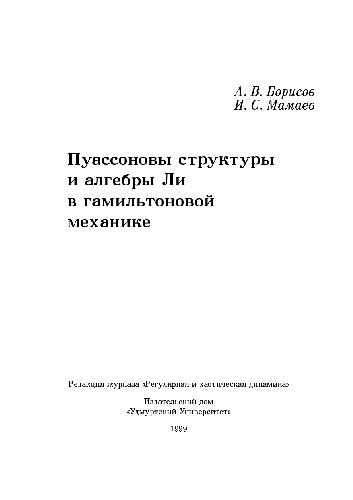 А. В. Борисов
И. С. Мамаев
Пуассоновы структуры
и алгебры Ли
в гамильтоновой
механике
Редакция журнала «Регулярная и хаотическая динамика»
Издательский дом
«Удмуртский Университет»
1999